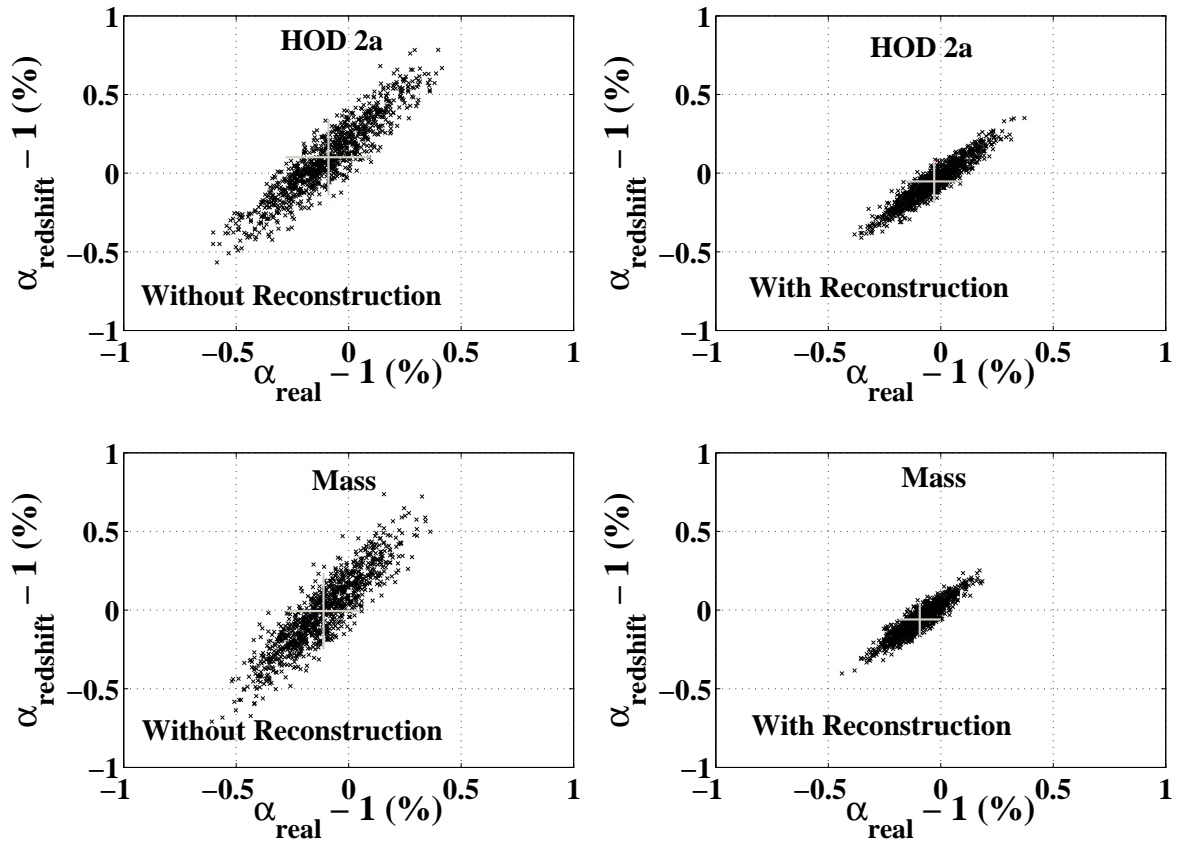 HOD 2a
Without Reconstruction
α_redshift − 1 (%)
1
0.5
0
−0.5
−1
−1 −0.5 0 0.5 1
α_real − 1 (%)
HOD 2a
With Reconstruction
α_redshift − 1 (%)
1
0.5
0
−0.5
−1
−1 −0.5 0 0.5 1
α_real − 1 (%)
Mass
Without Reconstruction
α_redshift − 1 (%)
1
0.5
0
−0.5
−1
−1 −0.5 0 0.5 1
α_real − 1 (%)
Mass
With Reconstruction
α_redshift − 1 (%)
1
0.5
0
−0.5
−1
−1 −0.5 0 0.5 1
α_real − 1 (%)